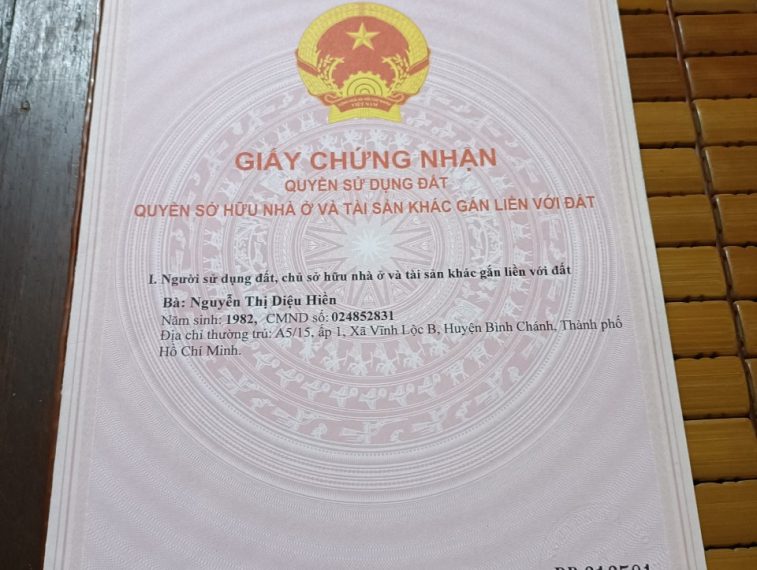 GIẤY CHỨNG NHẬN
QUYỀN SỬ DỤNG ĐẤT
QUYỀN SỞ HỮU NHÀ Ở VÀ TÀI SẢN KHÁC GẮN LIỀN VỚI ĐẤT
I. Người sử dụng đất, chủ sở hữu nhà ở và tài sản khác gắn liền với đất
Bà: Nguyễn Thị Diệu Hiền
Năm sinh: 1982, CMND số: 024852831
Địa chỉ thường trú: A5/15, ấp 1, Xã Vĩnh Lộc B, Huyện Bình Chánh, Thành phố
Hồ Chí Minh.